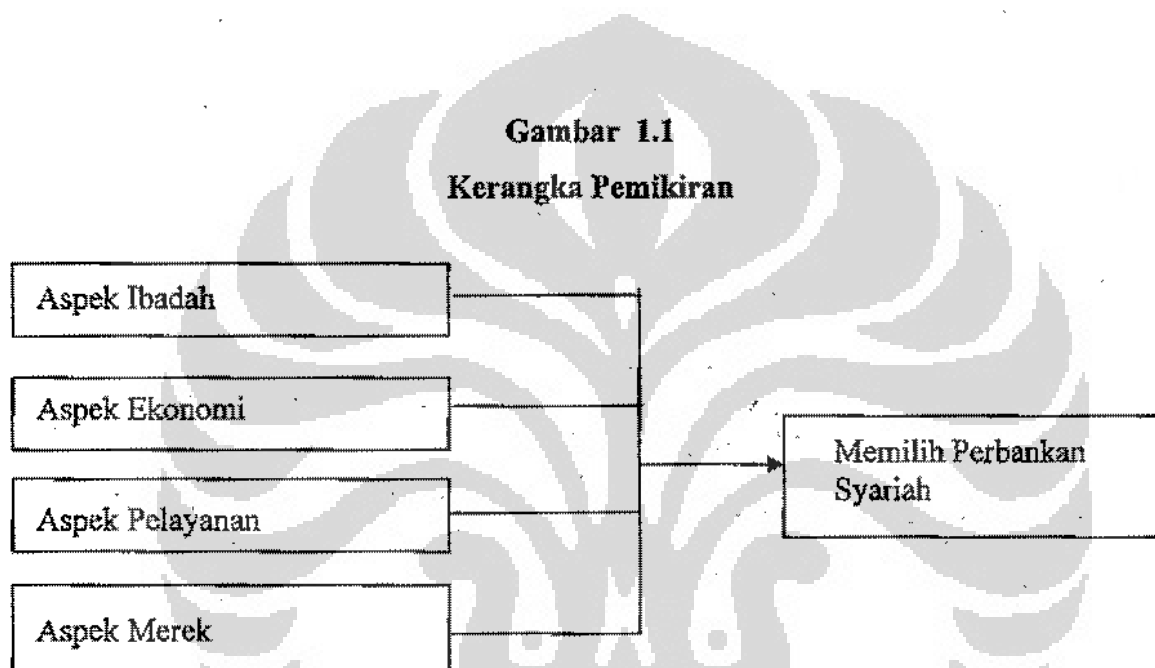 Gambar 1.1
Kerangka Pemikiran
Aspek Ibadah
Aspek Ekonomi
Aspek Pelayanan
Aspek Merek
Memilih Perbankan
Syariah